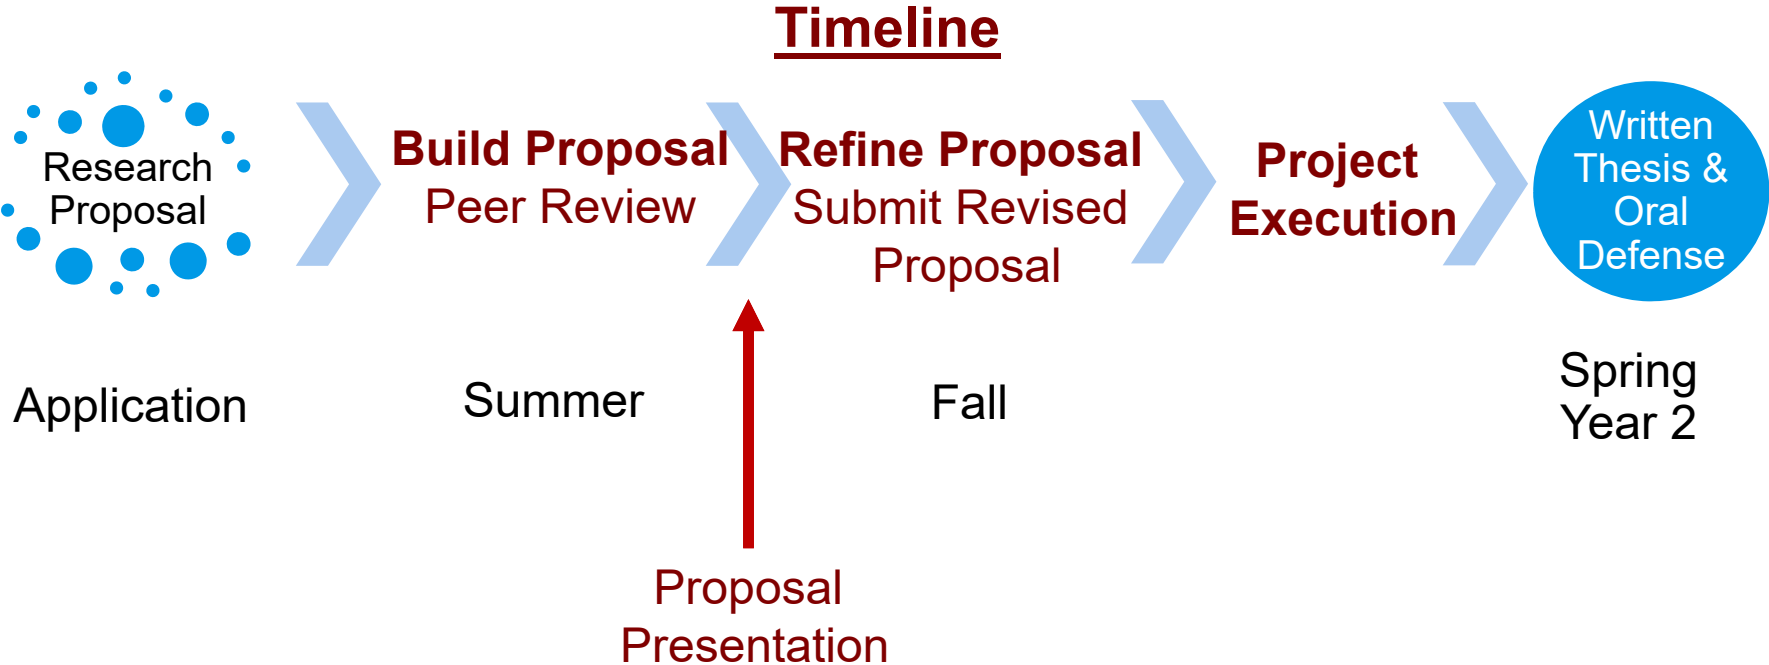 Timeline
Research
Proposal
Build Proposal
Peer Review
Refine Proposal
Submit Revised
Proposal
Project
Execution
Written
Thesis &
Oral
Defense
Application
Summer
Fall
Spring
Year 2
Proposal
Presentation